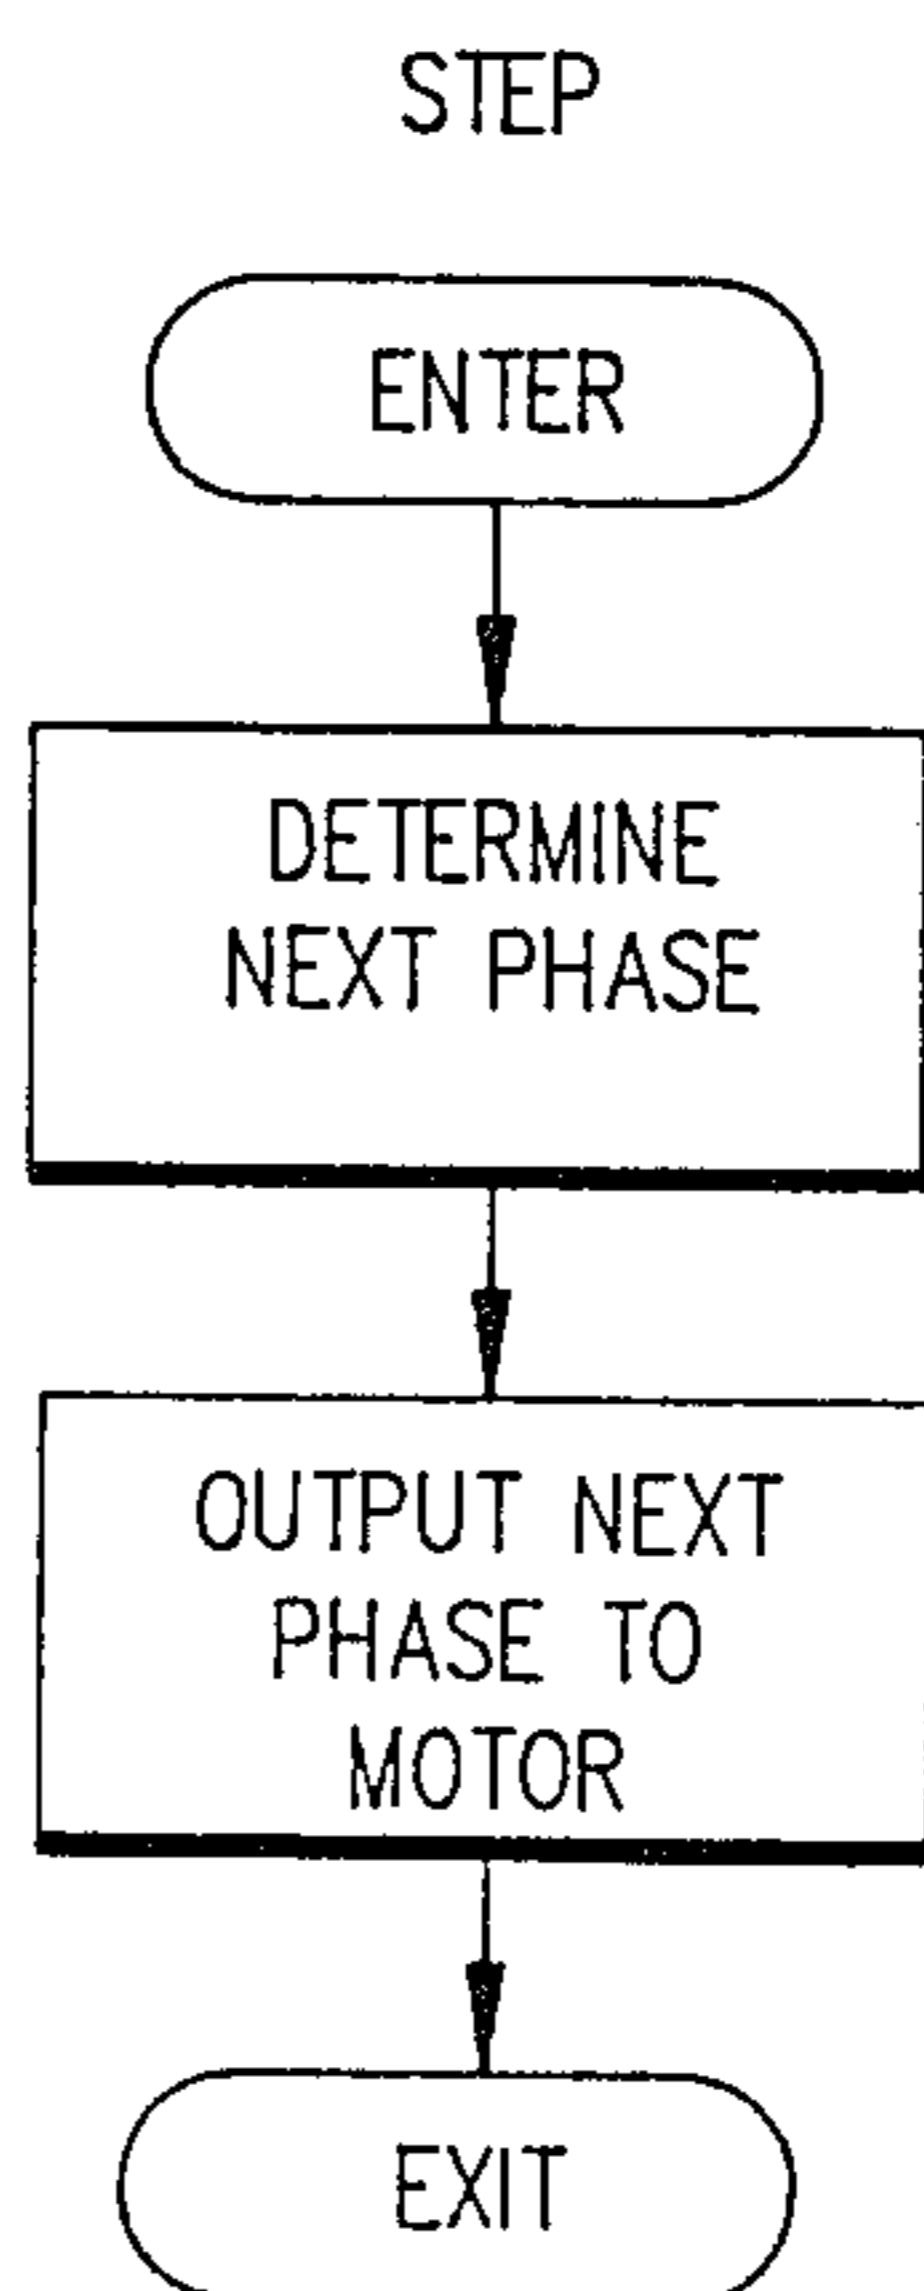 STEP
ENTER
DETERMINE
NEXT PHASE
OUTPUT NEXT
PHASE TO
MOTOR
EXIT